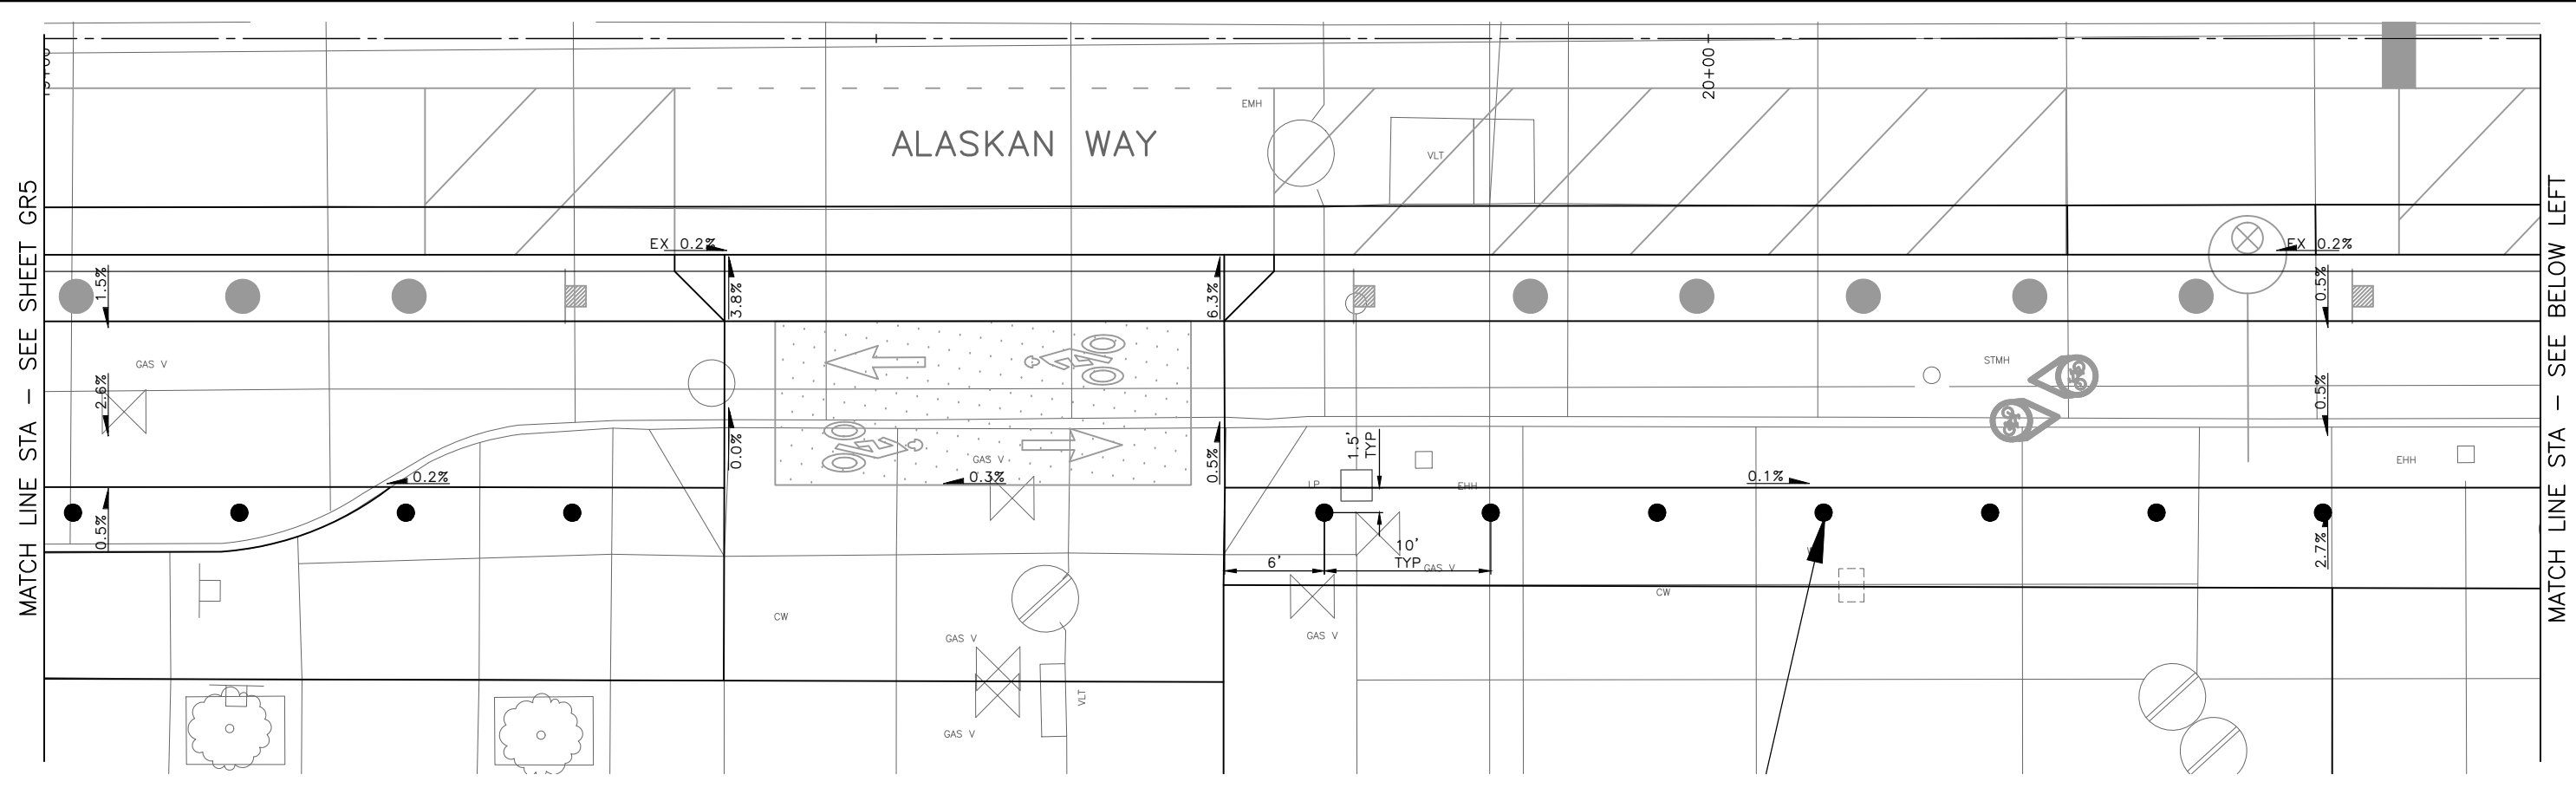 20+00
EMH
ALASKAN WAY
VLT
MATCH LINE STA - SEE SHEET GR5
MATCH LINE STA - SEE BELOW LEFT
EX 0.2%
EX 0.2%
1.5%
3.8%
6.3%
0.5%
GAS V
STMH
2.6%
0.5%
0.0%
GAS V
0.5%
1.5'
TYP
EHH
0.2%
0.3%
LP
EHH
0.1%
0.5%
10'
TYP
2.7%
6'
GAS V
CW
CW
GAS V
GAS V
VLT
GAS V